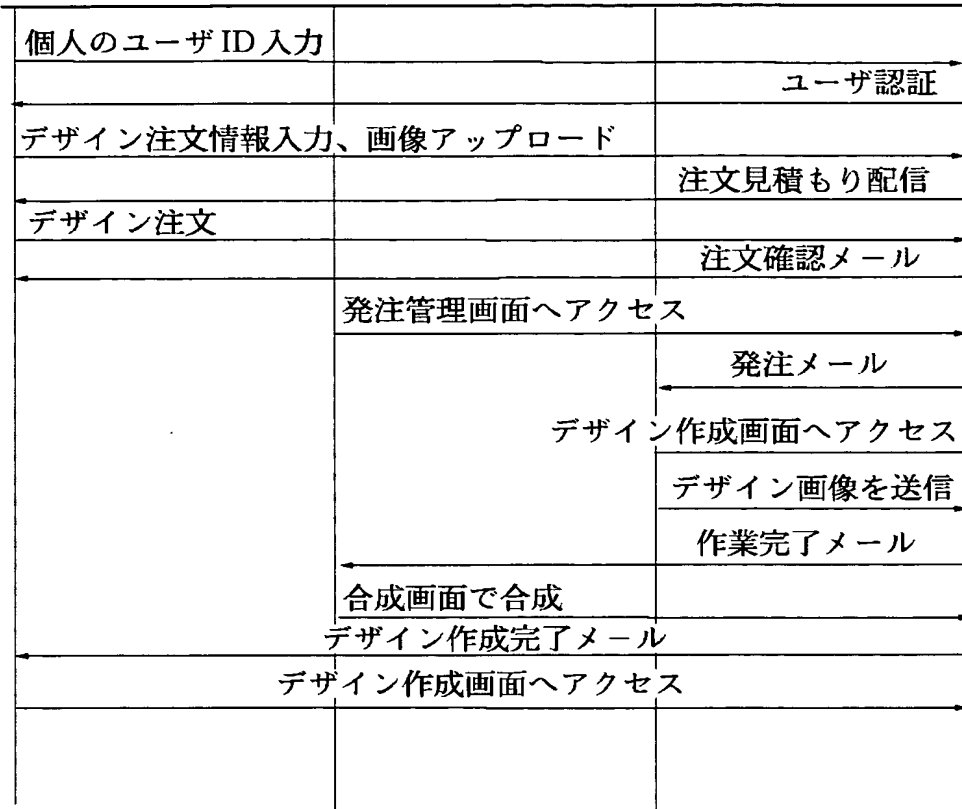 個人のユーザID入力
ユーザ認証
デザイン注文情報入力、画像アップロード
注文見積もり配信
デザイン注文
注文確認メール
発注管理画面へアクセス
発注メール
デザイン作成画面へアクセス
デザイン画像を送信
作業完了メール
合成画面で合成
デザイン作成完了メール
デザイン作成画面へアクセス